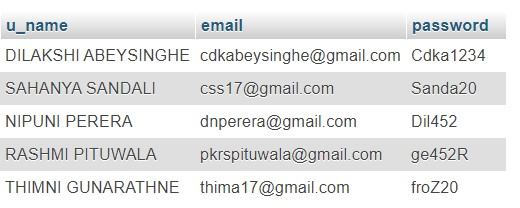 u_name email password
DILAKSHI ABEYSINGHE cdkabeysinghe@gmail.com Cdka1234
SAHANYA SANDALI css17@gmail.com Sanda20
NIPUNI PERERA dnperera@gmail.com Dil452
RASHMI PITUWALA pkrspituwala@gmail.com ge452R
THIMNI GUNARATHNE thima17@gmail.com froZ20